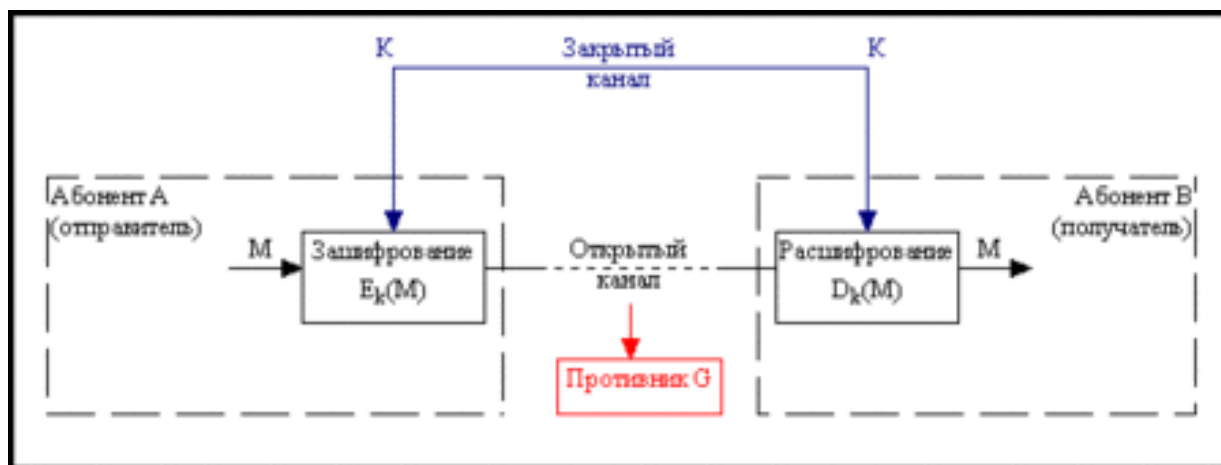 К Закрытый К
канал
Абонент А
(отправитель)
Абонент В
(получатель)
М
Зашифрование
Ek(M)
Открытый
канал
Расшифрование
Dk(M)
М
Противник G